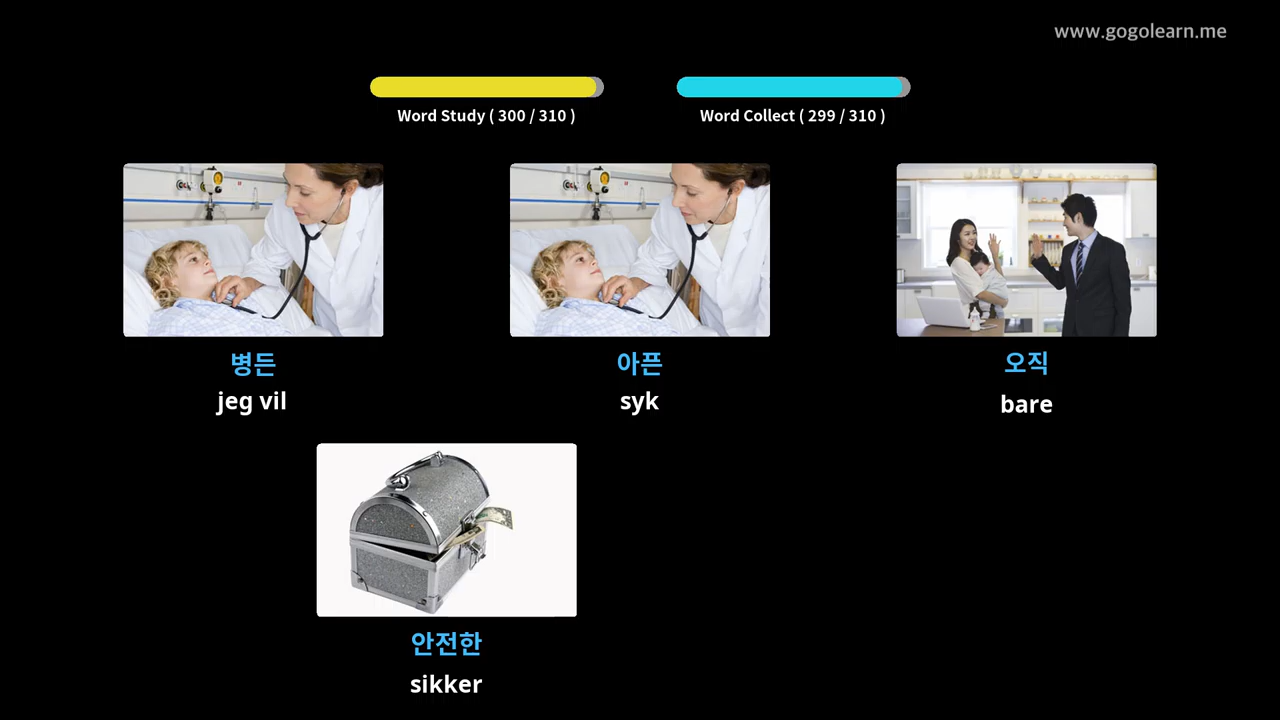 www.gogolearn.me
Word Study ( 300 / 310 )
Word Collect ( 299 / 310 )
병든
jeg vil
아픈
syk
오직
bare
안전한
sikker